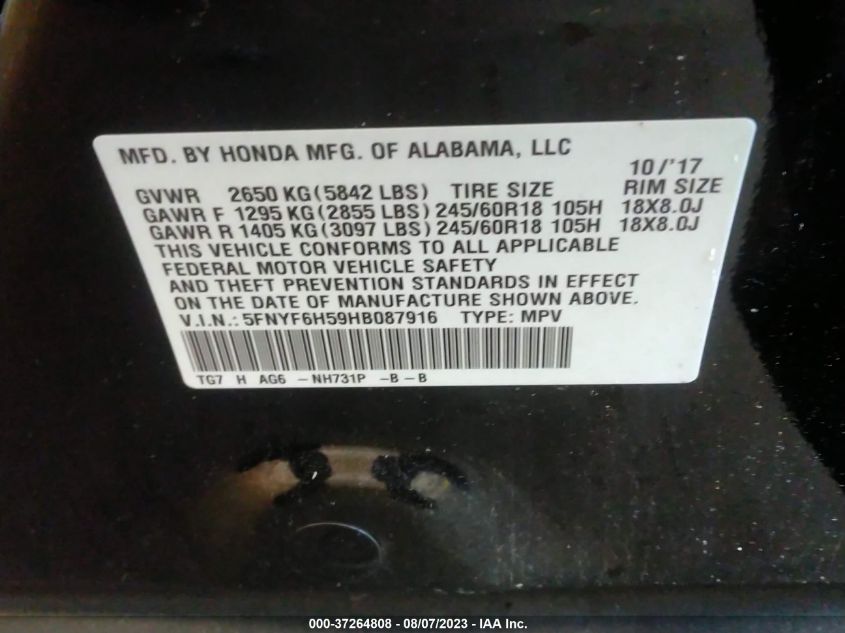 MFD. BY HONDA MFG. OF ALABAMA, LLC
10/'17
GVWR 2650 KG(5842 LBS) TIRE SIZE RIM SIZE
GAWR F 1295 KG(2855 LBS) 245/60R18 105H 18X8.0J
GAWR R 1405 KG(3097 LBS) 245/60R18 105H 18X8.0J
THIS VEHICLE CONFORMS TO ALL APPLICABLE
FEDERAL MOTOR VEHICLE SAFETY
AND THEFT PREVENTION STANDARDS IN EFFECT
ON THE DATE OF MANUFACTURE SHOWN ABOVE.
V.I.N.: 5FNYF6H59HB087916 TYPE: MPV
TG7 H AG6 -NH731P -B-B
000-37264808 - 08/07/2023 - IAA Inc.